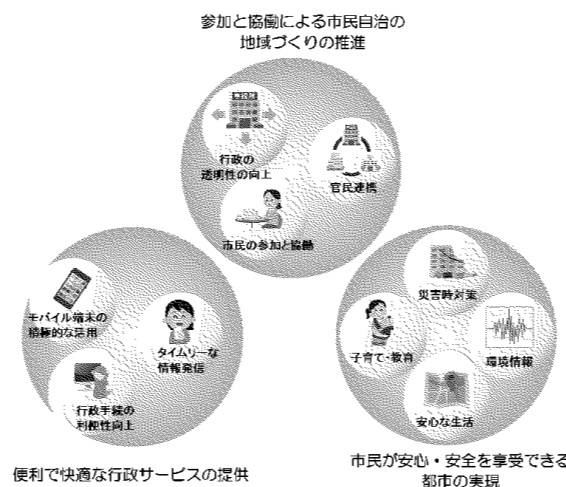 参加と協働による市民自治の
地域づくりの推進
市役所
行政の
透明性の向上
官民連携
市民の参加と協働
モバイル端末の
積極的な活用
タイムリーな
情報発信
行政手続の
利便性向上
災害時対策
子育て・教育
環境情報
安心な生活
便利で快適な行政サービスの提供
市民が安心・安全を享受できる
都市の実現